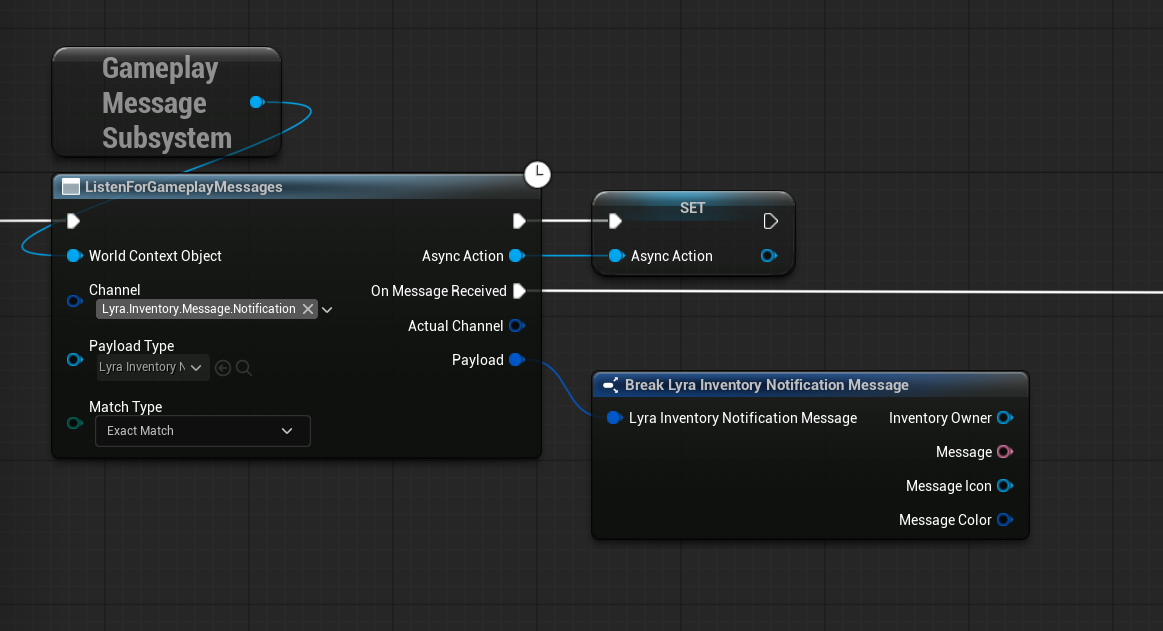 Gameplay
Message
Subsystem
ListenForGameplayMessages
World Context Object
Async Action
Channel
Lyra.Inventory.Message.Notification
On Message Received
Actual Channel
Payload Type
Lyra Inventory
Payload
Match Type
Exact Match
SET
Async Action
Break Lyra Inventory Notification Message
Lyra Inventory Notification Message
Inventory Owner
Message
Message Icon
Message Color